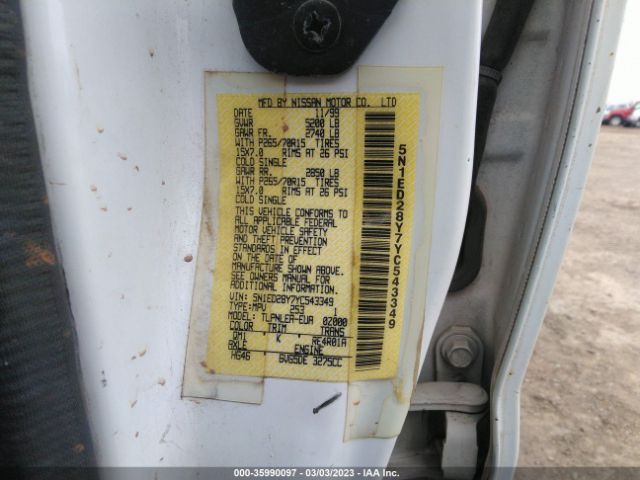 MFD BY NISSAN MOTOR CO. LTD
DATE 11/99
GVWR 5200 LB
GAWR FR. 2740 LB
WITH P265/70R15 TIRES
15X7.0 RIMS AT 26 PSI
COLD SINGLE
GAWR RR. 2850 LB
WITH P265/70R15 TIRES
15X7.0 RIMS AT 26 PSI
COLD SINGLE
THIS VEHICLE CONFORMS TO
ALL APPLICABLE FEDERAL
MOTOR VEHICLE SAFETY
AND THEFT PREVENTION
STANDARDS IN EFFECT
ON THE DATE OF
MANUFACTURE SHOWN ABOVE.
SEE OWNERS MANUAL FOR
ADDITIONAL INFORMATION.
VIN: 5N1ED28Y7YC543349
TYPE: MPV 253 1
MODEL: TLANLEA-EUA 02000
COLOR TRIM TRANS
QM1 K RE4R01A
AXLE ENGINE
HG46 6V65DE 3275CC
5N1ED28Y7YC543349
000-35990097 - 03/03/2023 - IAA Inc.